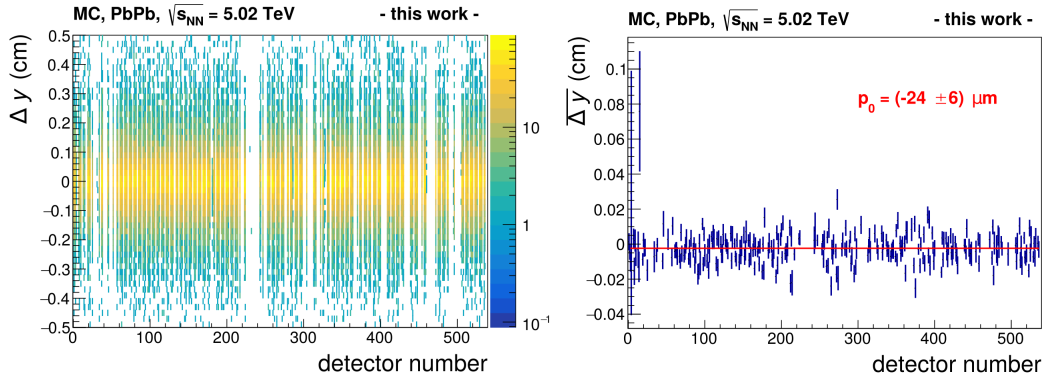 MC, PbPb, √s_NN = 5.02 TeV - this work -
Δ y (cm)
0.5
0.4
0.3
0.2
0.1
0
−0.1
−0.2
−0.3
−0.4
−0.5
0 100 200 300 400 500
detector number
10
1
10⁻¹
MC, PbPb, √s_NN = 5.02 TeV - this work -
Δ y (cm)
0.1
0.08
0.06
0.04
0.02
0
−0.02
−0.04
p₀ = (-24 ±6) μm
0 100 200 300 400 500
detector number